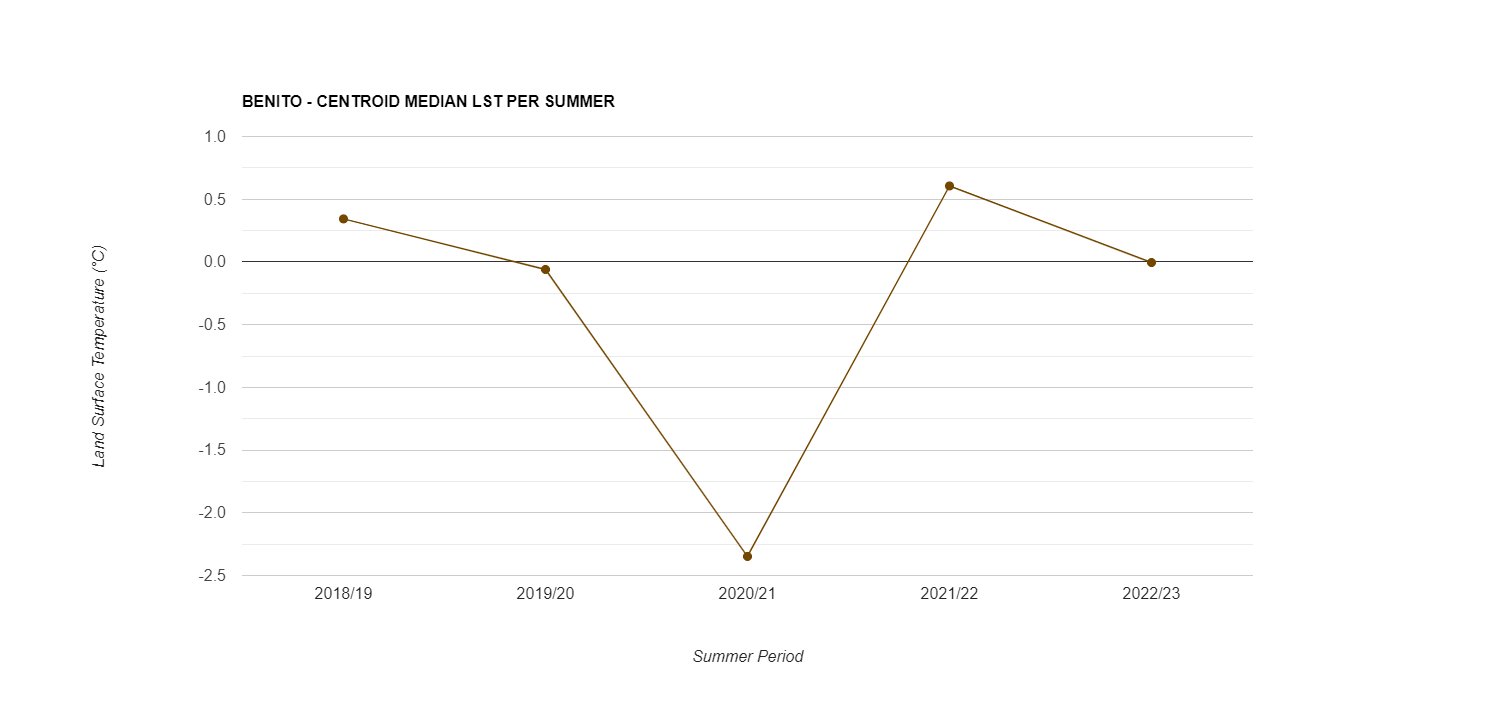 BENITO - CENTROID MEDIAN LST PER SUMMER
1.0
0.5
0.0
-0.5
-1.0
-1.5
-2.0
-2.5
Land Surface Temperature (°C)
2018/19 2019/20 2020/21 2021/22 2022/23
Summer Period